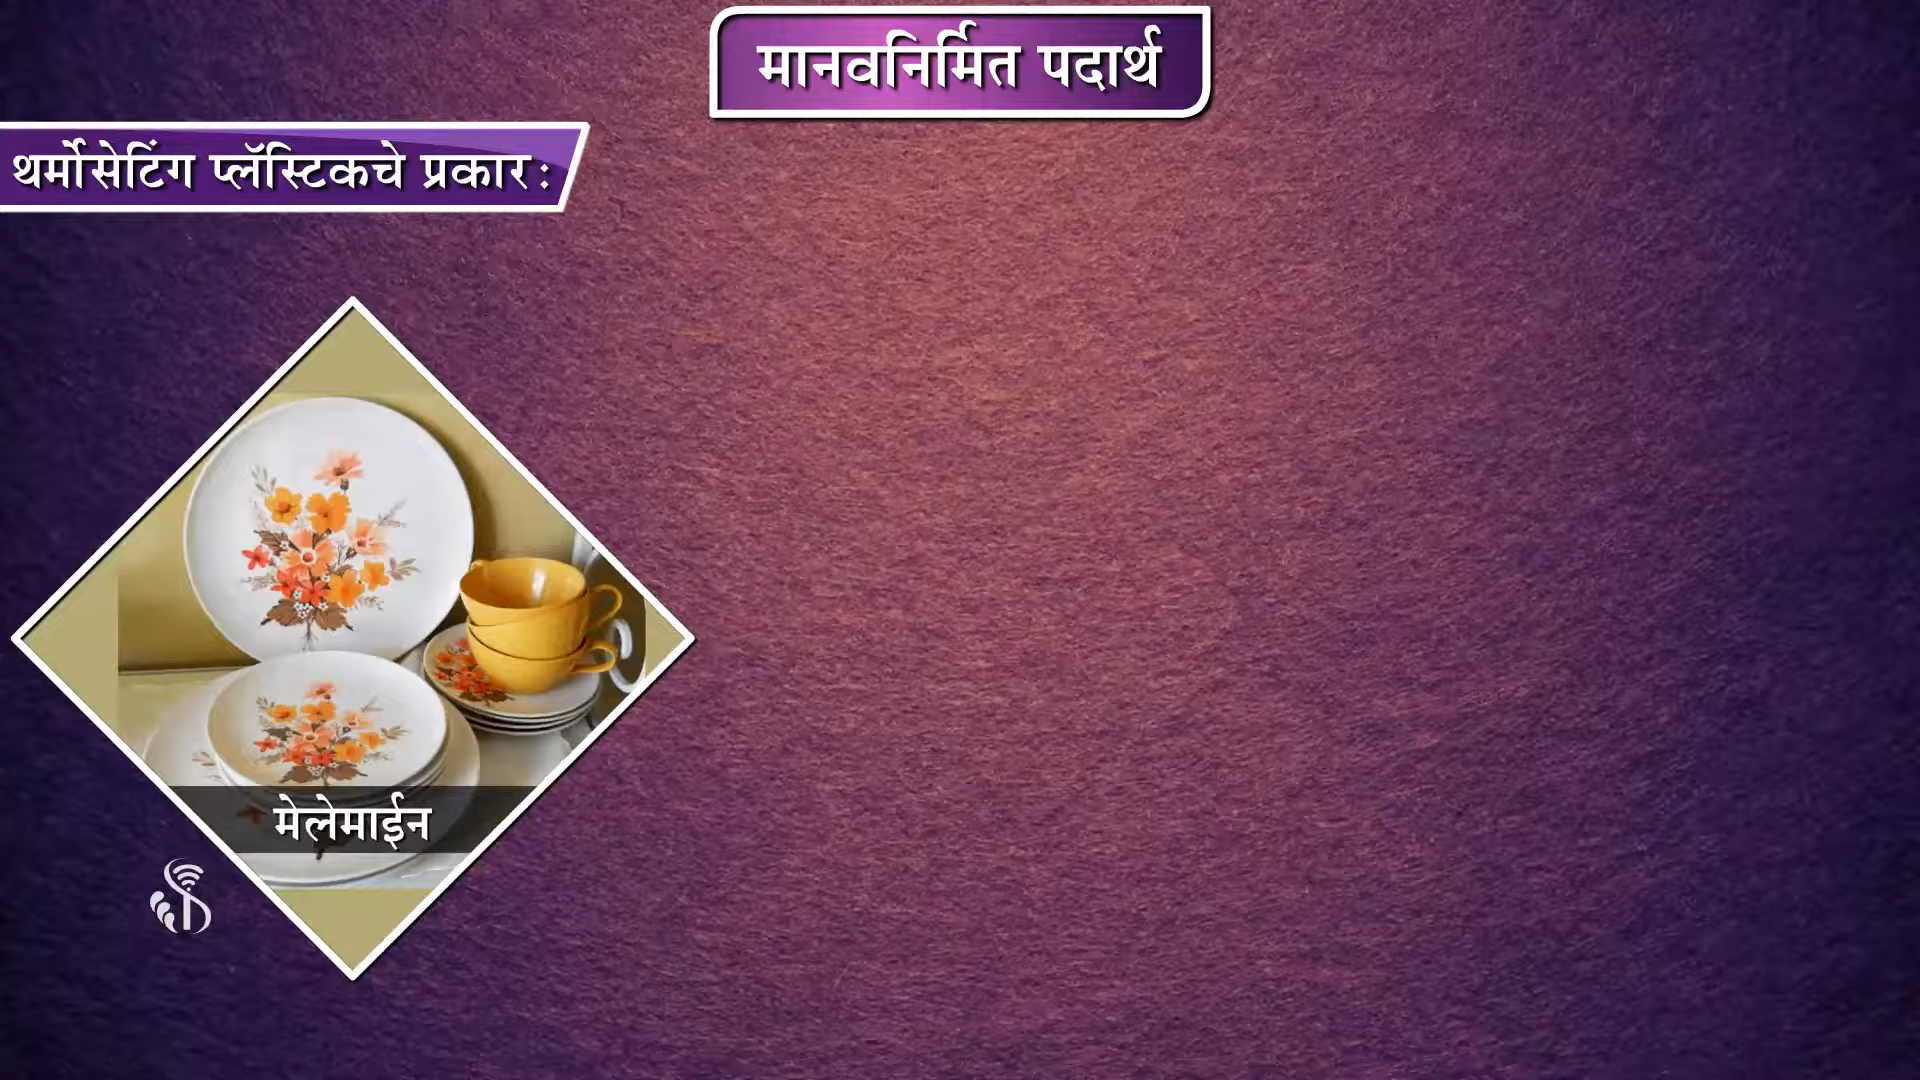 मानवनिर्मित पदार्थ
थर्मोसेटिंग प्लॅस्टिकचे प्रकार:
मेलेमाईन